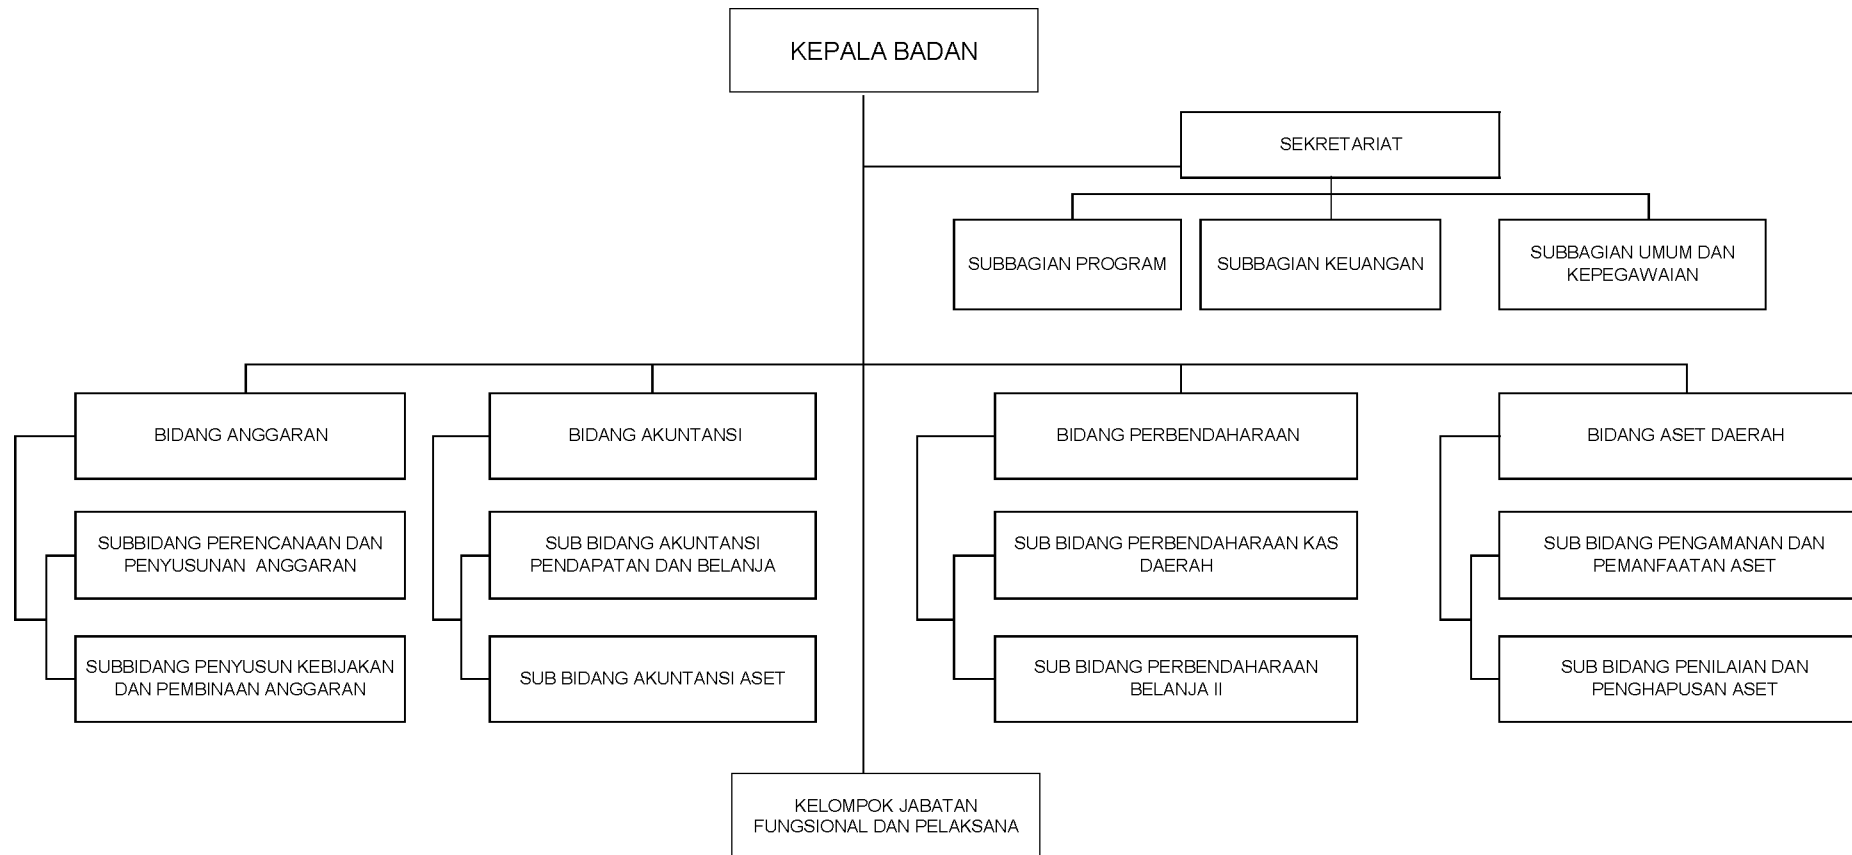 KEPALA BADAN
SEKRETARIAT
SUBBAGIAN PROGRAM
SUBBAGIAN KEUANGAN
SUBBAGIAN UMUM DAN
KEPEGAWAIAN
BIDANG ANGGARAN
BIDANG AKUNTANSI
BIDANG PERBENDAHARAAN
BIDANG ASET DAERAH
SUBBIDANG PERENCANAAN DAN
PENYUSUNAN  ANGGARAN
SUB BIDANG AKUNTANSI
PENDAPATAN DAN BELANJA
SUB BIDANG PERBENDAHARAAN KAS
DAERAH
SUB BIDANG PENGAMANAN DAN
PEMANFAATAN ASET
SUBBIDANG PENYUSUN KEBIJAKAN
DAN PEMBINAAN ANGGARAN
SUB BIDANG AKUNTANSI ASET
SUB BIDANG PERBENDAHARAAN
BELANJA II
SUB BIDANG PENILAIAN DAN
PENGHAPUSAN ASET
KELOMPOK JABATAN
FUNGSIONAL DAN PELAKSANA